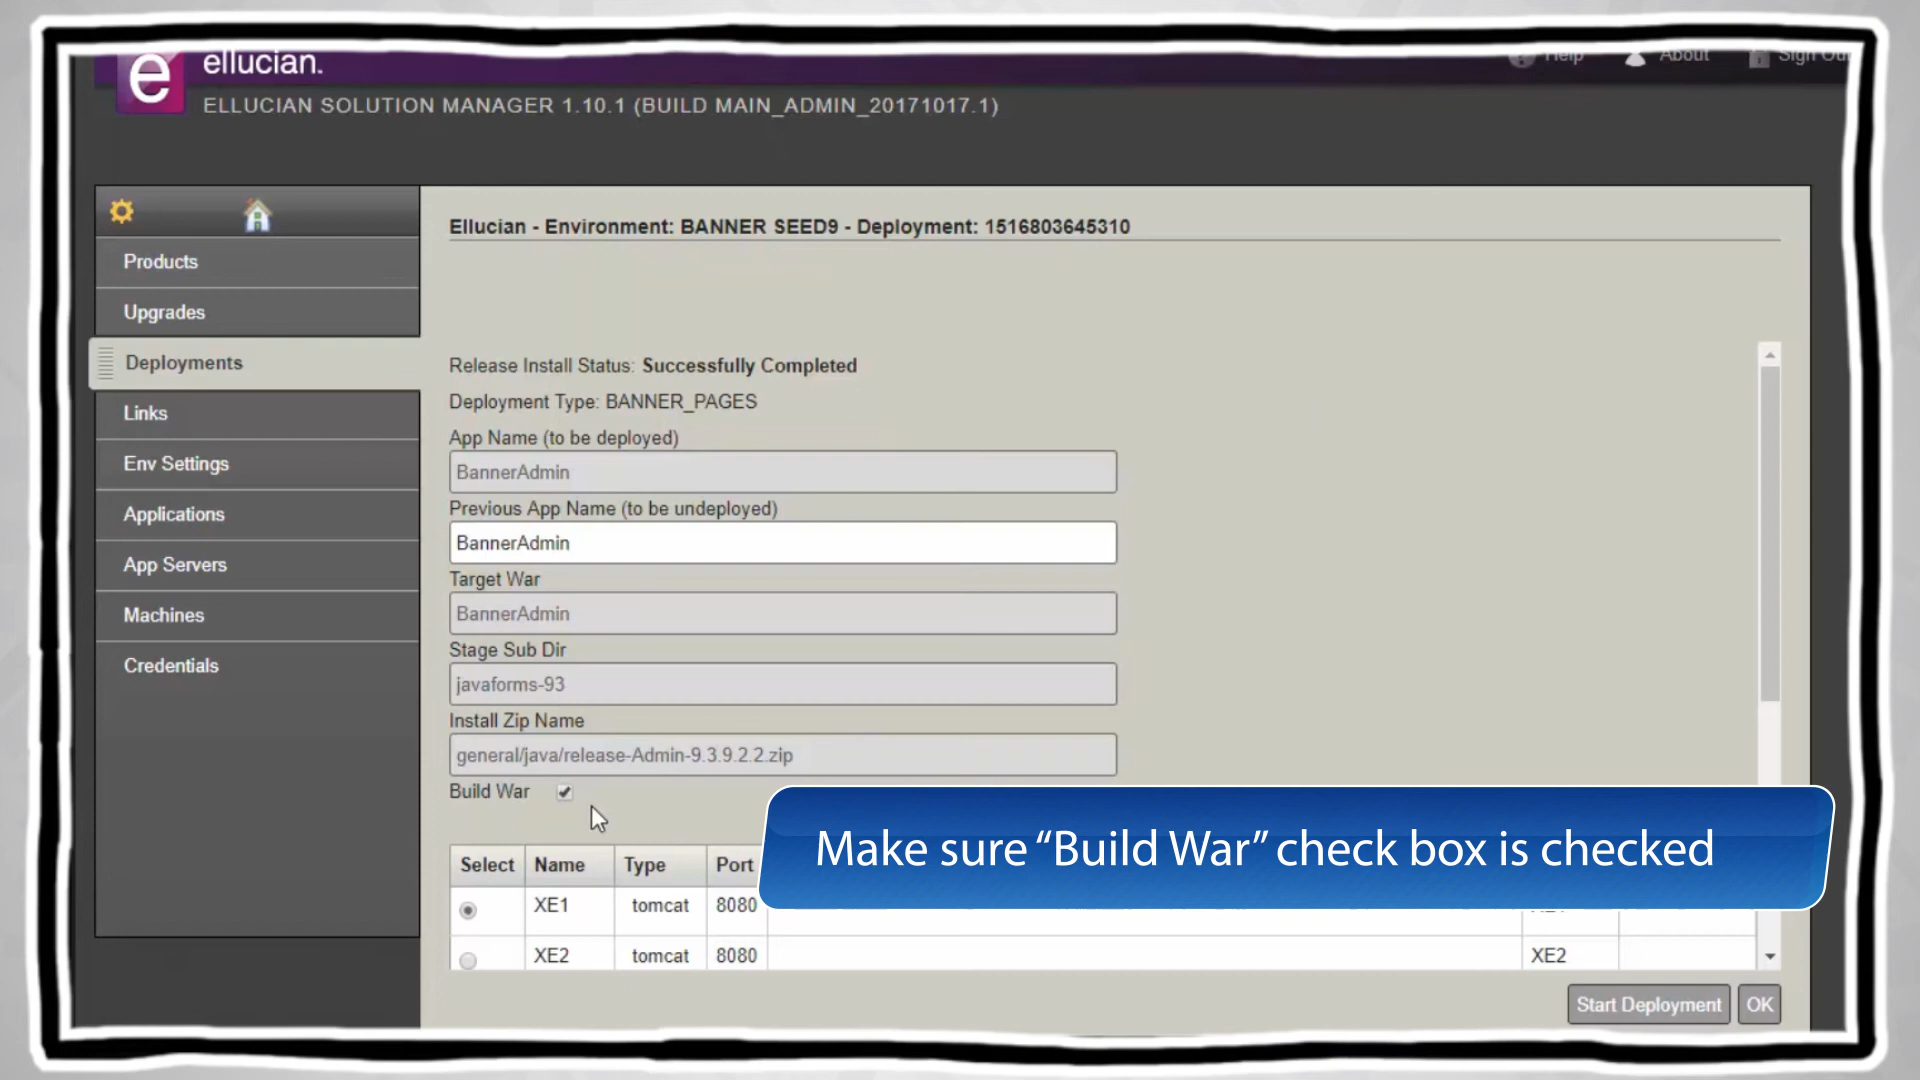 ellucian.
Help About Sign Out
ELLUCIAN SOLUTION MANAGER 1.10.1 (BUILD MAIN_ADMIN_20171017.1)
Products
Upgrades
Deployments
Links
Env Settings
Applications
App Servers
Machines
Credentials
Ellucian - Environment: BANNER SEED9 - Deployment: 1516803645310
Release Install Status: Successfully Completed
Deployment Type: BANNER_PAGES
App Name (to be deployed)
BannerAdmin
Previous App Name (to be undeployed)
BannerAdmin
Target War
BannerAdmin
Stage Sub Dir
javaforms-93
Install Zip Name
general/java/release-Admin-9.3.9.2.2.zip
Build War
Make sure “Build War” check box is checked
Select Name Type Port
XE1 tomcat 8080
XE2 tomcat 8080 XE2
Start Deployment OK